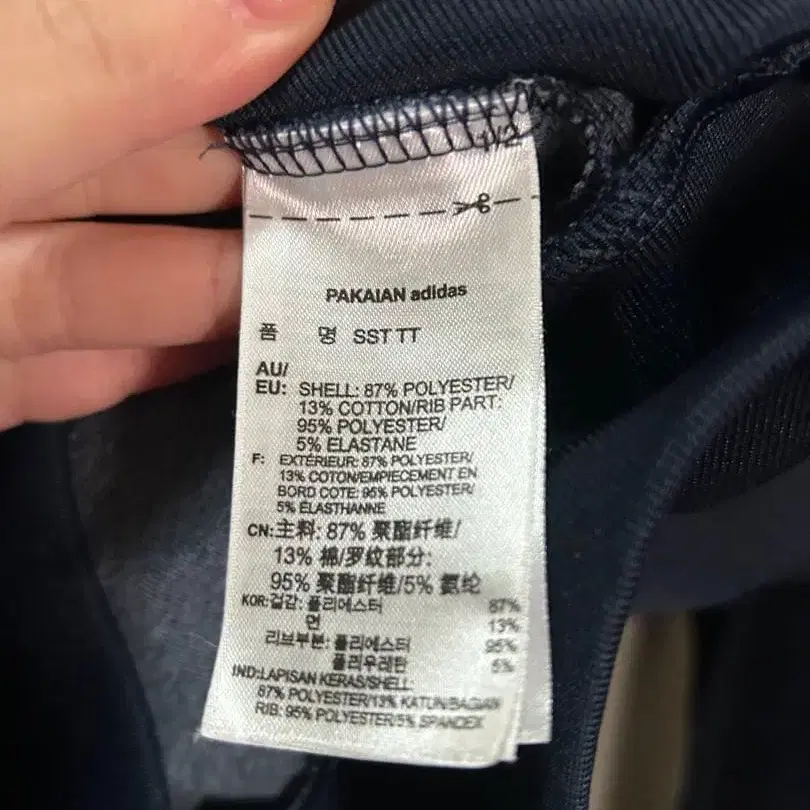 1/2
PAKAIAN adidas
품 명 SST TT
AU/
EU: SHELL: 87% POLYESTER/
13% COTTON/RIB PART:
95% POLYESTER/
5% ELASTANE
F: EXTÉRIEUR: 87% POLYESTER/
13% COTON/EMPIECEMENT EN
BORD COTE: 95% POLYESTER/
5% ELASTHANNE
CN:主料: 87% 聚酯纤维/
13% 棉/罗纹部分:
95% 聚酯纤维/5% 氨纶
KOR:겉감: 폴리에스터 87%
면 13%
리브부분: 폴리에스터 95%
폴리우레탄 5%
IND:LAPISAN KERAS/SHELL:
87% POLYESTER/13% KATUN/BAGIAN
RIB: 95% POLYESTER/5% SPANDEX